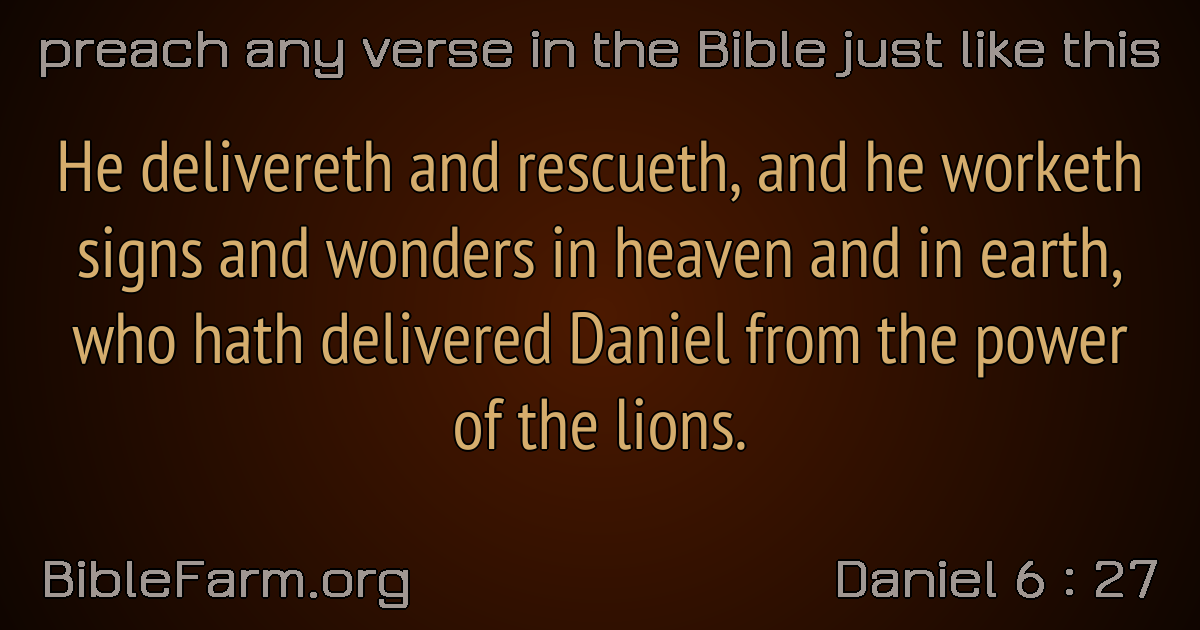 preach any verse in the Bible just like this
He delivereth and rescueth, and he worketh
signs and wonders in heaven and in earth,
who hath delivered Daniel from the power
of the lions.
BibleFarm.org
Daniel 6 : 27